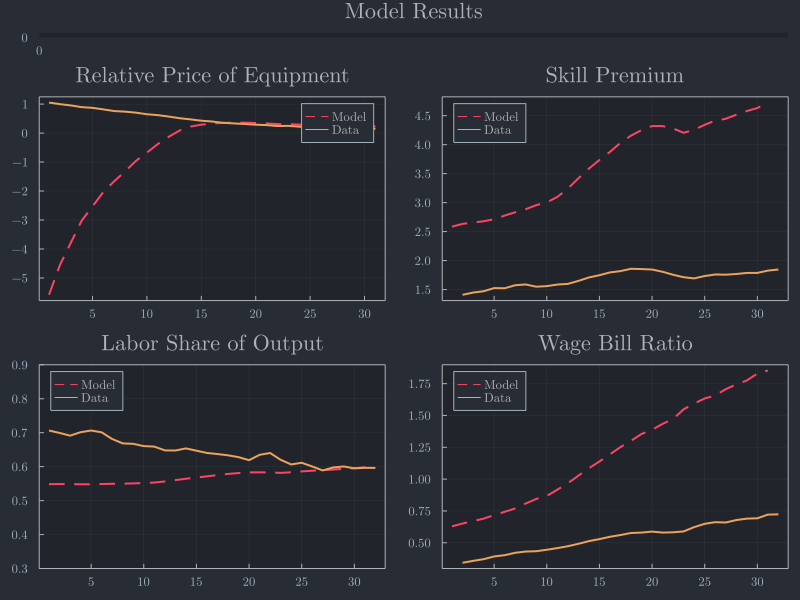 Model Results
0
0
Relative Price of Equipment
1
0
−1
−2
−3
−4
−5
5 10 15 20 25 30
Model
Data
Skill Premium
4.5
4.0
3.5
3.0
2.5
2.0
1.5
5 10 15 20 25 30
Model
Data
Labor Share of Output
0.9
0.8
0.7
0.6
0.5
0.4
0.3
5 10 15 20 25 30
Model
Data
Wage Bill Ratio
1.75
1.50
1.25
1.00
0.75
0.50
5 10 15 20 25 30
Model
Data